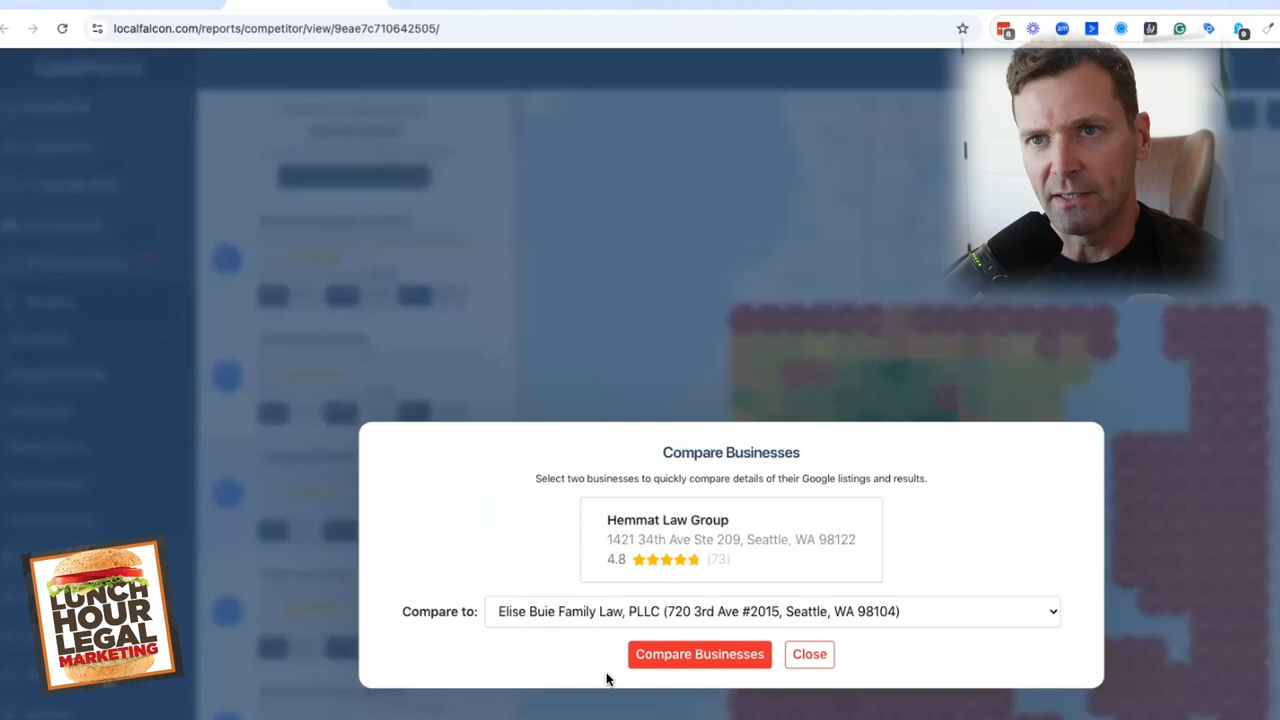 localfalcon.com/reports/competitor/view/9eae7c710642505/
6
9
Compare Businesses
Select two businesses to quickly compare details of their Google listings and results.
Hemmat Law Group
1421 34th Ave Ste 209, Seattle, WA 98122
4.8 (73)
Compare to: Elise Buie Family Law, PLLC (720 3rd Ave #2015, Seattle, WA 98104)
Compare Businesses Close
LUNCH
HOUR
LEGAL
MARKETING